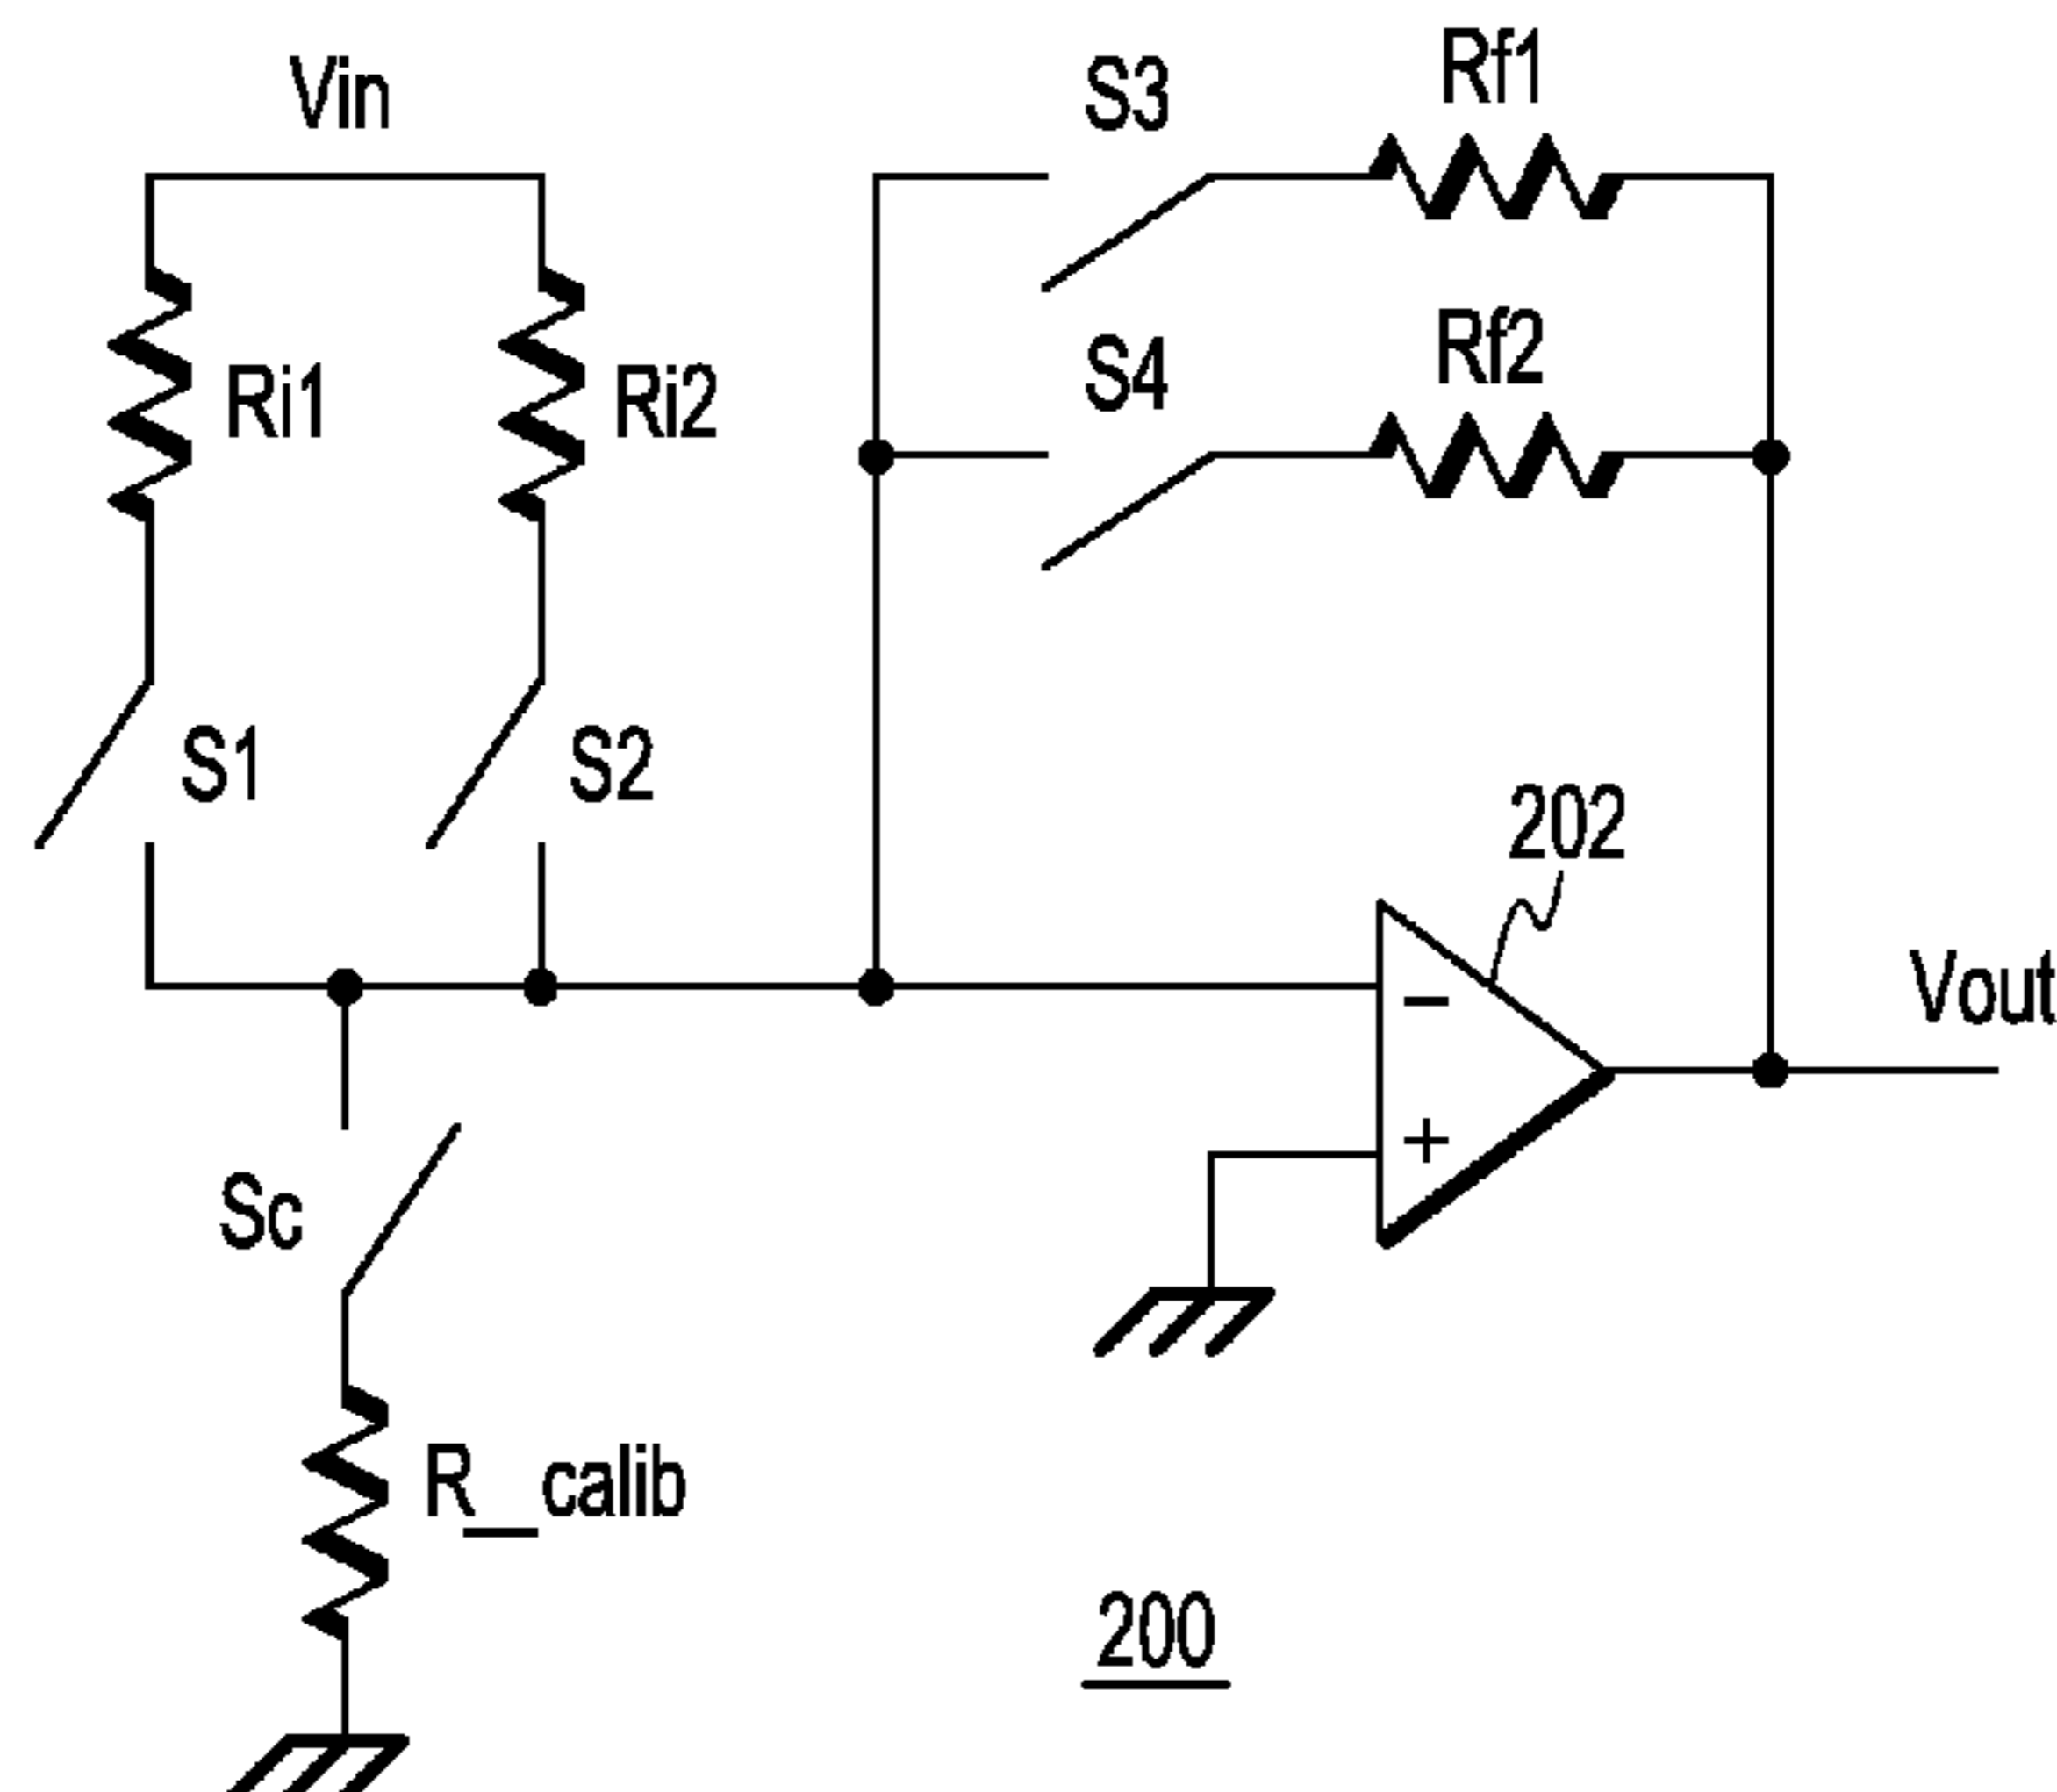 Vin
S3
Rf1
Ri1
Ri2
S4
Rf2
S1
S2
202
Vout
−
+
Sc
R_calib
200